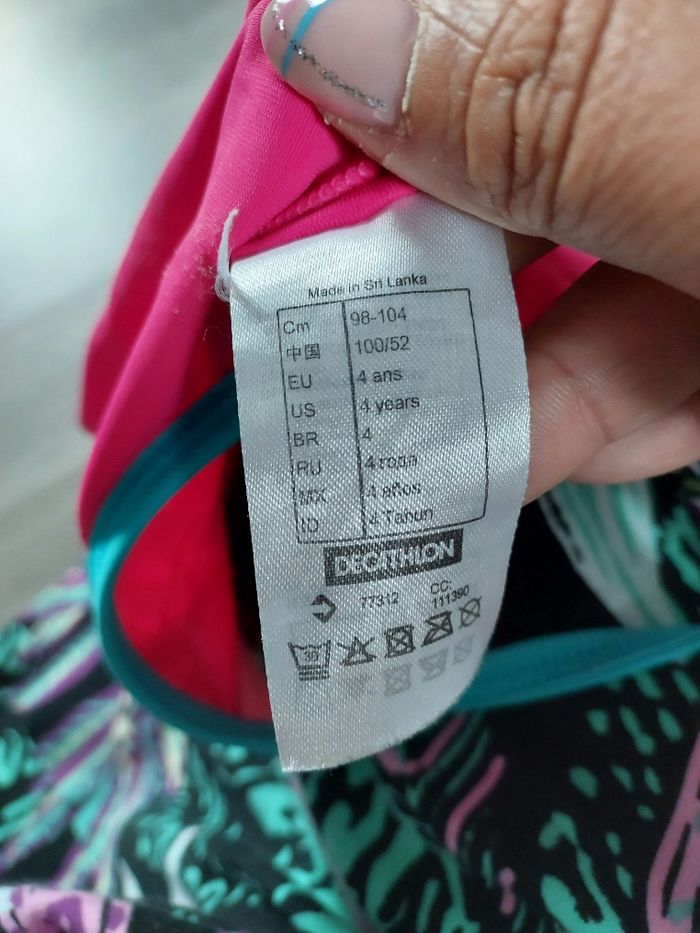 Made in Sri Lanka
Cm 98-104
中国 100/52
EU 4 ans
US 4 years
BR 4
RU 4 года
MX 4 años
ID 4 Tahun
DECATHLON
77312 CC:
111390
30